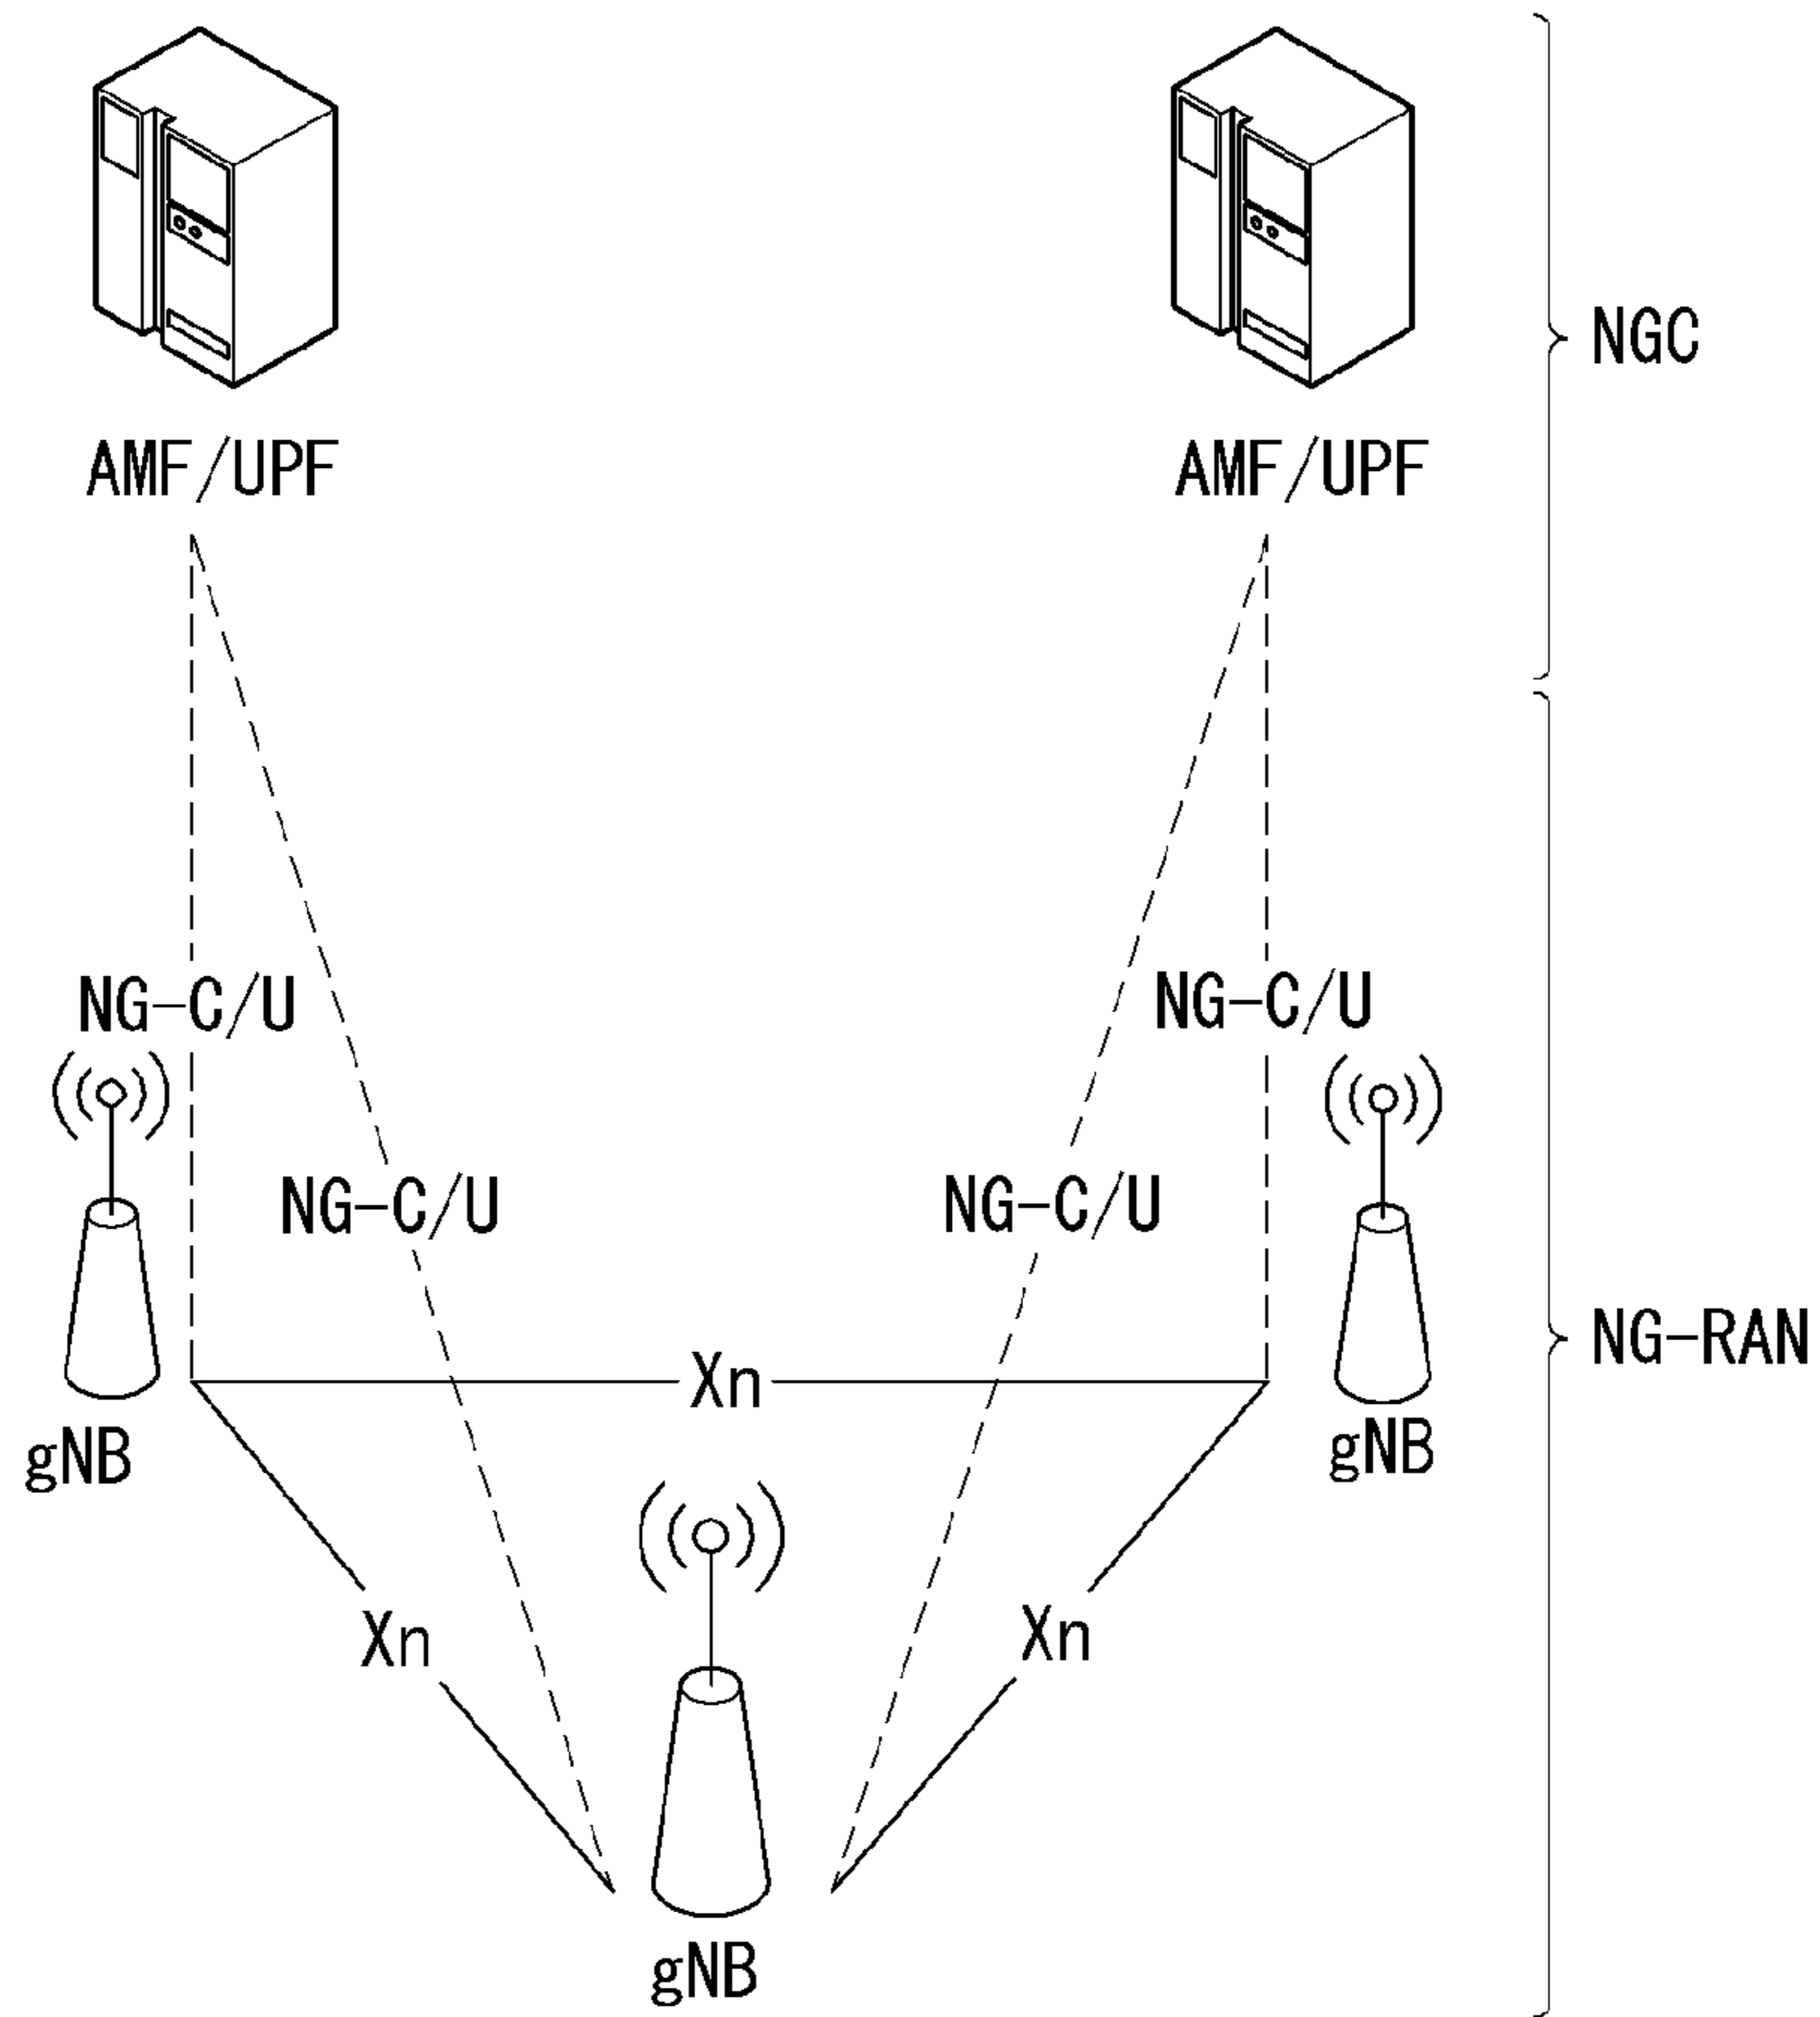 NGC
AMF/UPF
AMF/UPF
NG-C/U
NG-C/U
NG-C/U
NG-C/U
NG-RAN
Xn
gNB
gNB
Xn
Xn
gNB